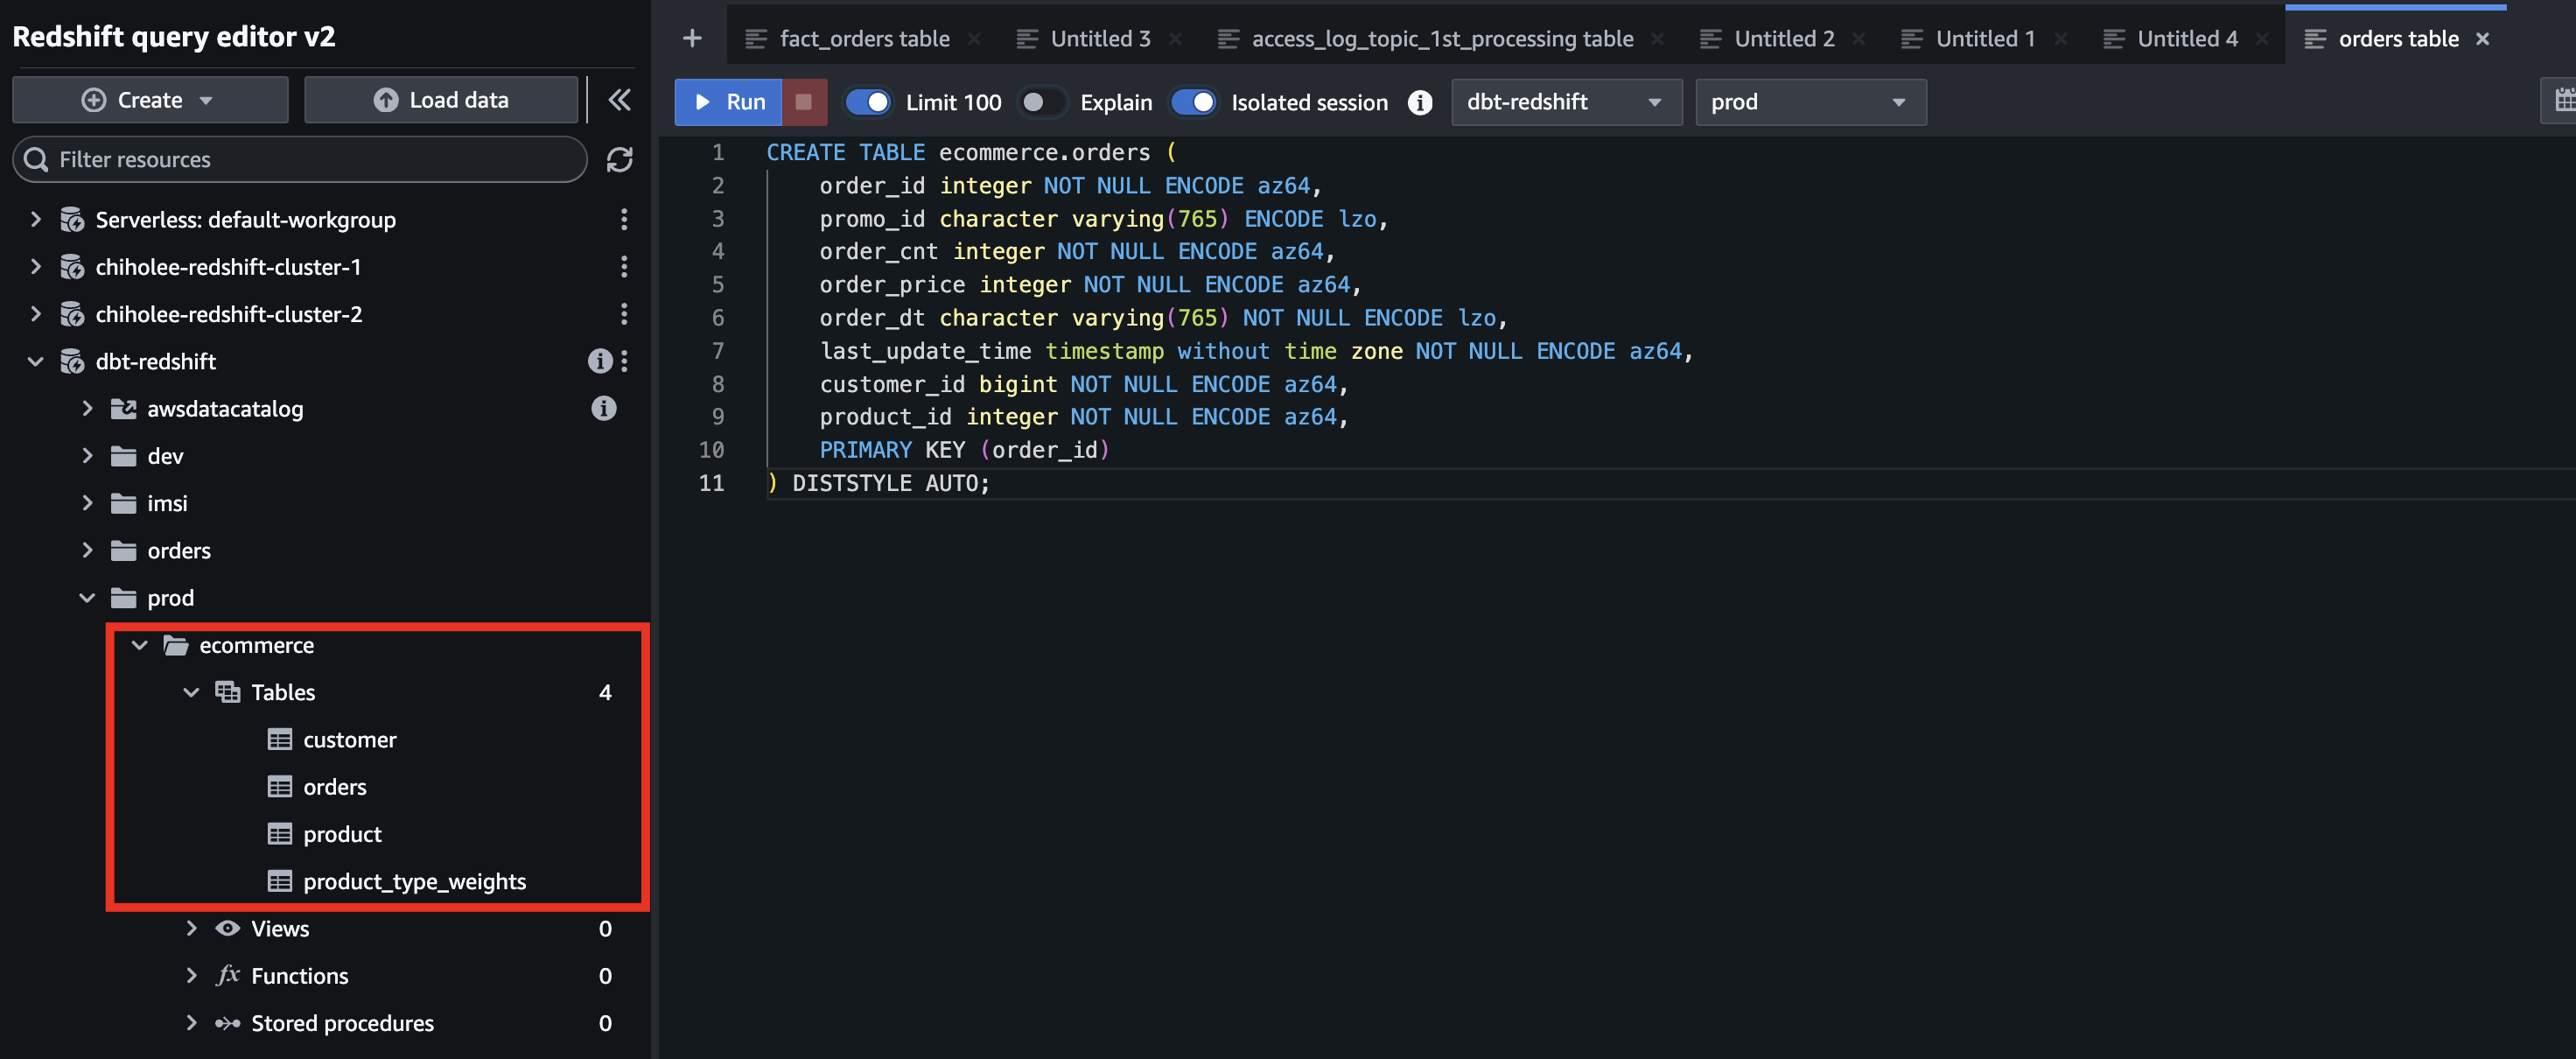 Redshift query editor v2
Create
Load data
Filter resources
Serverless: default-workgroup
chiholee-redshift-cluster-1
chiholee-redshift-cluster-2
dbt-redshift
awsdatacatalog
dev
imsi
orders
prod
ecommerce
Tables 4
customer
orders
product
product_type_weights
Views 0
fx Functions 0
Stored procedures 0
fact_orders table
Untitled 3
access_log_topic_1st_processing table
Untitled 2
Untitled 1
Untitled 4
orders table
Run
Limit 100
Explain
Isolated session
dbt-redshift
prod
1 CREATE TABLE ecommerce.orders (
2 order_id integer NOT NULL ENCODE az64,
3 promo_id character varying(765) ENCODE lzo,
4 order_cnt integer NOT NULL ENCODE az64,
5 order_price integer NOT NULL ENCODE az64,
6 order_dt character varying(765) NOT NULL ENCODE lzo,
7 last_update_time timestamp without time zone NOT NULL ENCODE az64,
8 customer_id bigint NOT NULL ENCODE az64,
9 product_id integer NOT NULL ENCODE az64,
10 PRIMARY KEY (order_id)
11 ) DISTSTYLE AUTO;